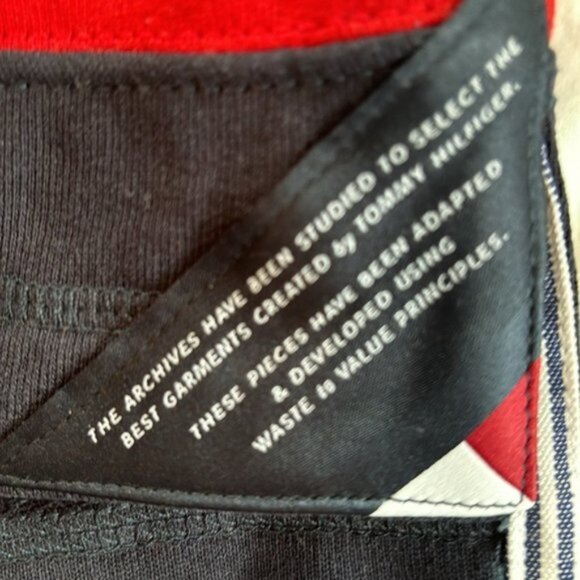 THE ARCHIVES HAVE BEEN STUDIED TO SELECT THE
BEST GARMENTS CREATED by TOMMY HILFIGER.
THESE PIECES HAVE BEEN ADAPTED
& DEVELOPED USING
WASTE to VALUE PRINCIPLES.